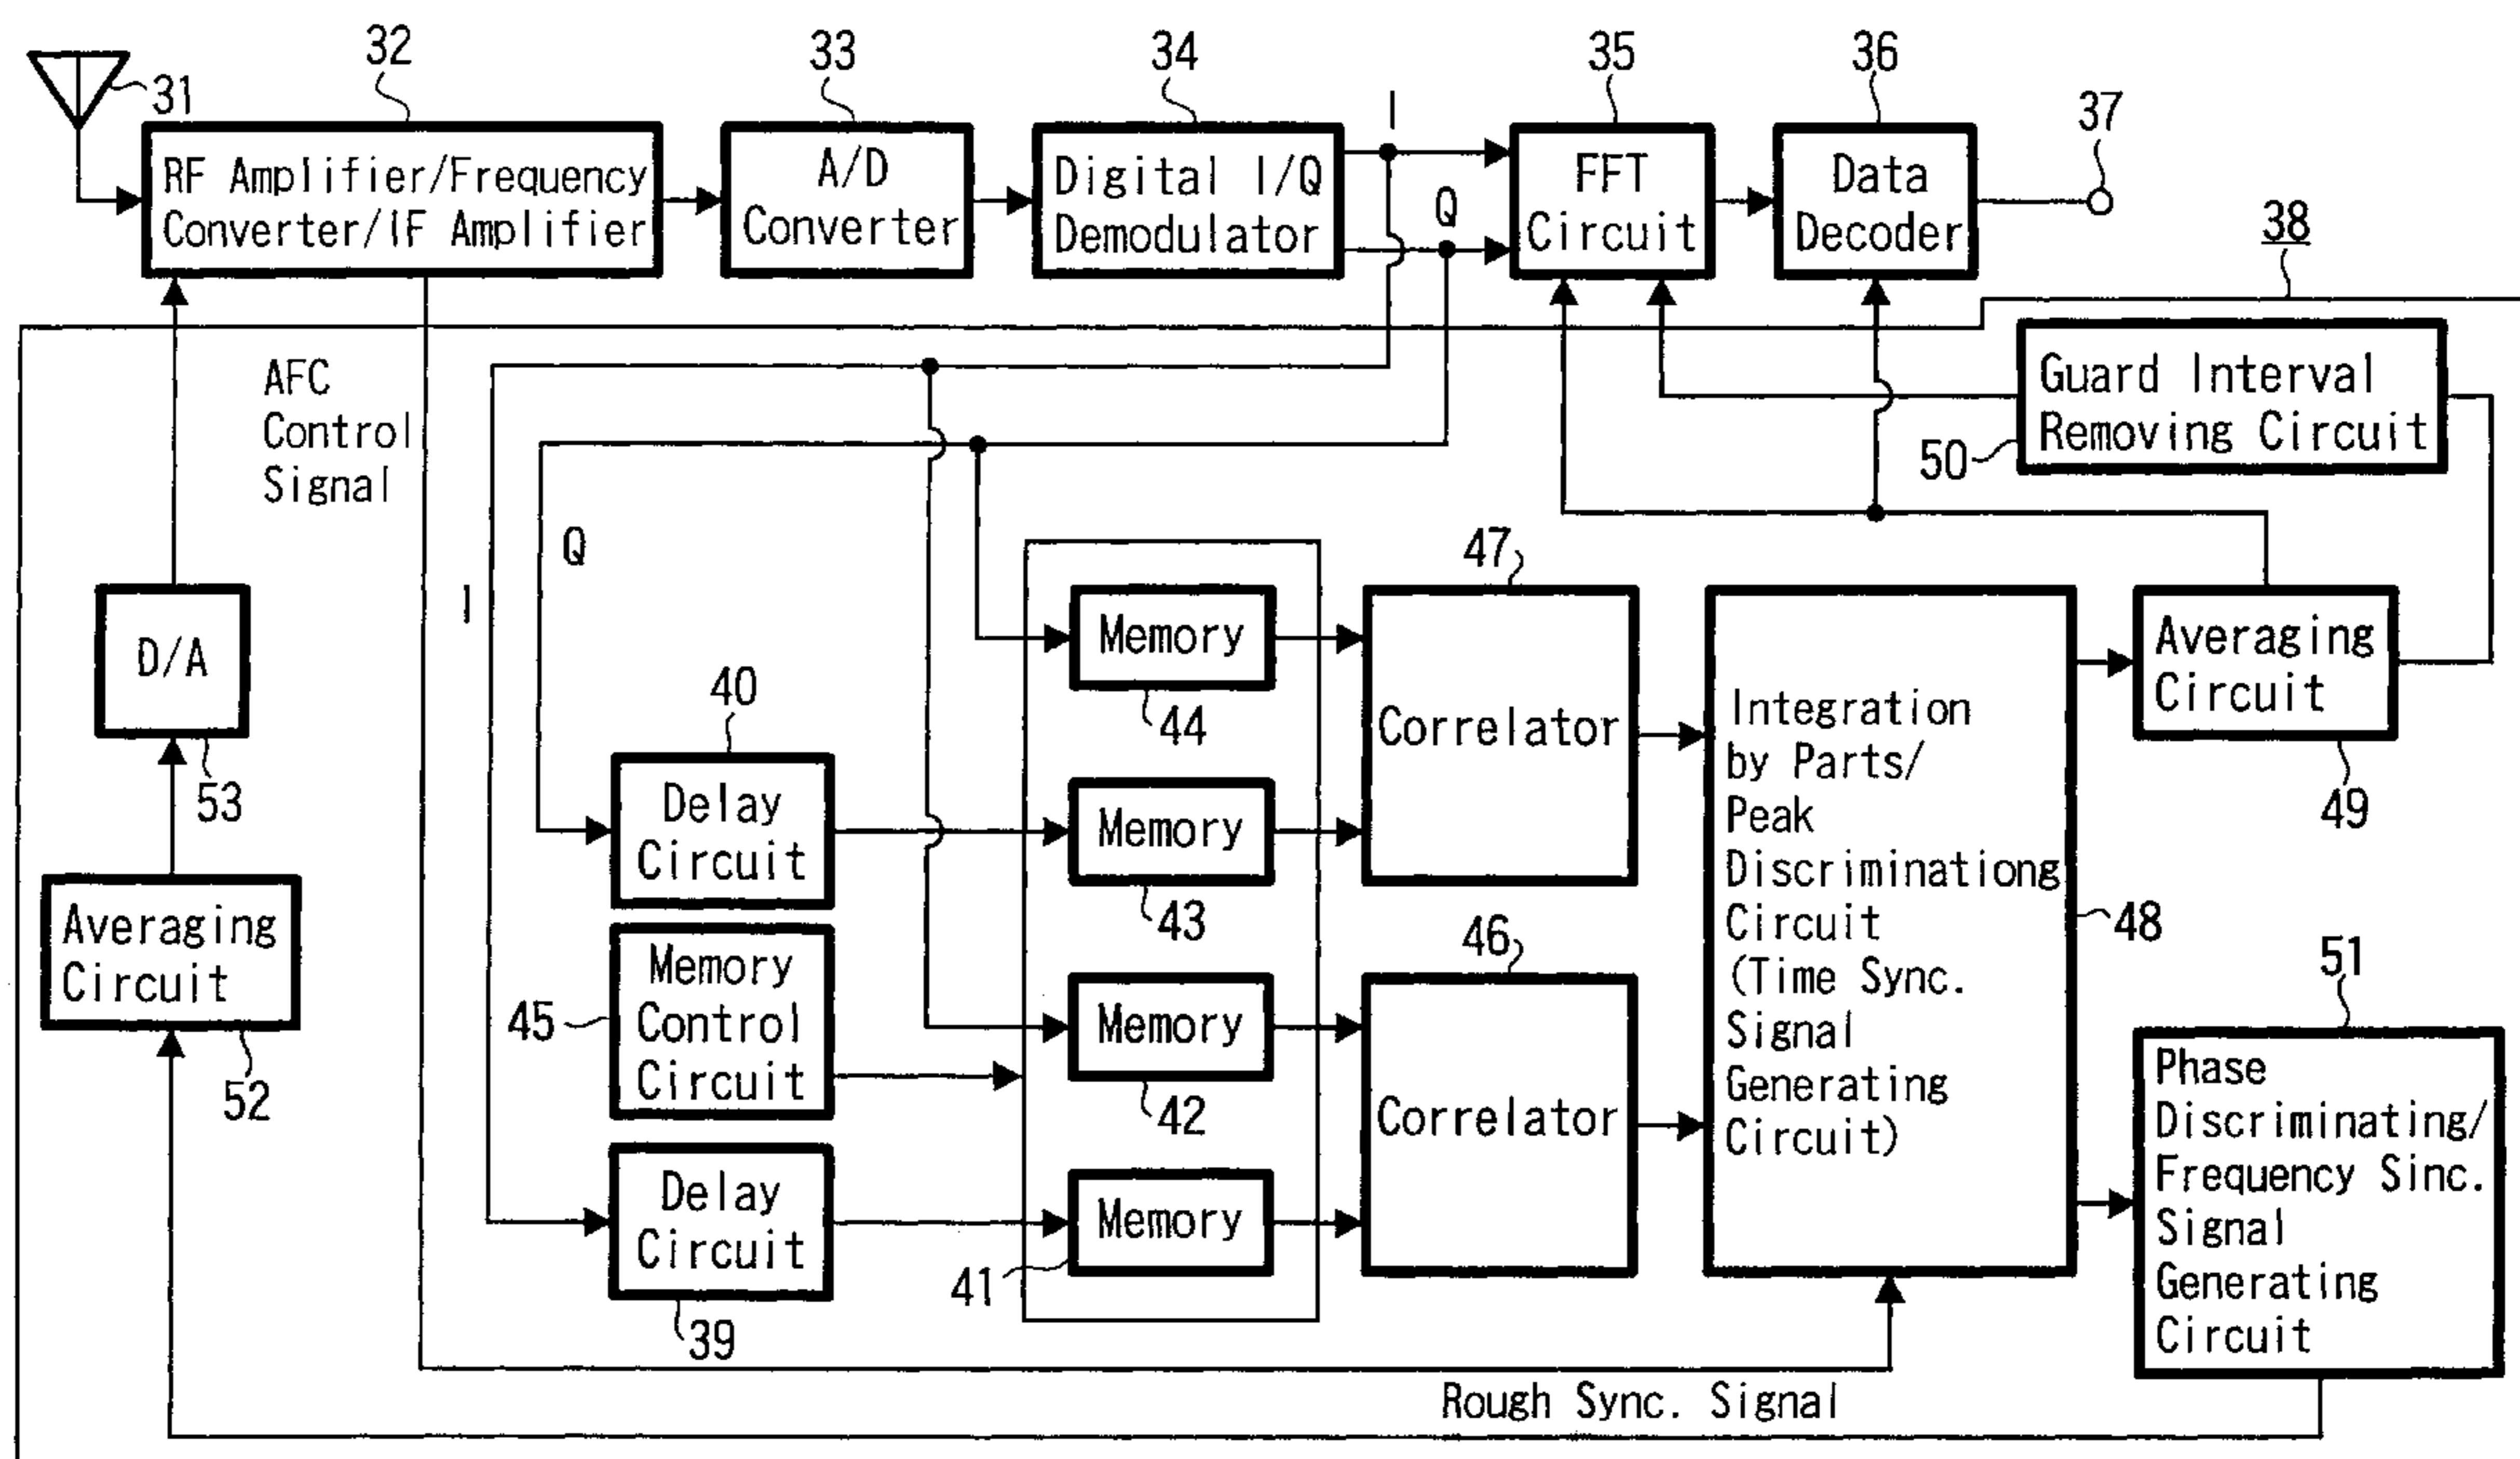 31
32
33
34
35
36
37
38
RF Amplifier/Frequency
Converter/IF Amplifier
A/D
Converter
Digital I/Q
Demodulator
I
Q
FFT
Circuit
Data
Decoder
AFC
Control
Signal
Guard Interval
Removing Circuit
50
I
Q
D/A
53
Averaging
Circuit
52
40
Delay
Circuit
Memory
Control
Circuit
45
Delay
Circuit
39
Memory
44
Memory
43
Memory
42
Memory
41
47
Correlator
46
Correlator
Integration
by Parts/
Peak
Discriminationg
Circuit
(Time Sync.
Signal
Generating
Circuit)
48
Averaging
Circuit
49
51
Phase
Discriminating/
Frequency Sinc.
Signal
Generating
Circuit
Rough Sync. Signal